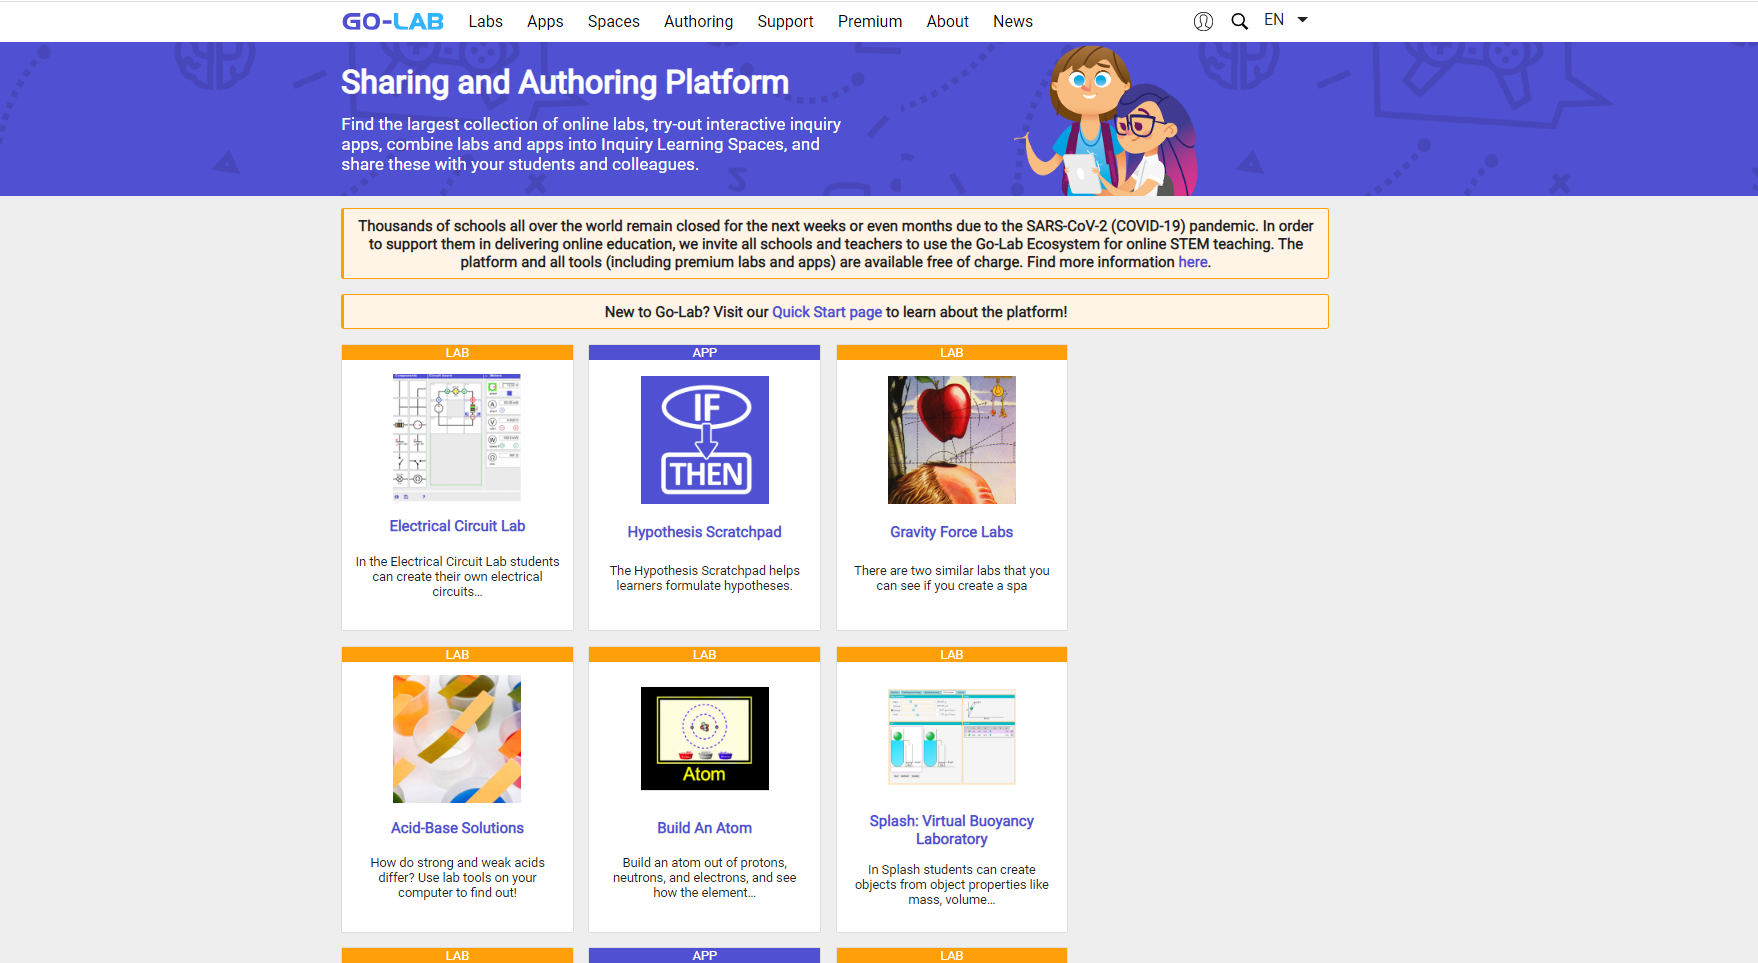 GO-LAB Labs Apps Spaces Authoring Support Premium About News EN
Sharing and Authoring Platform
Find the largest collection of online labs, try-out interactive inquiry
apps, combine labs and apps into Inquiry Learning Spaces, and
share these with your students and colleagues.
Thousands of schools all over the world remain closed for the next weeks or even months due to the SARS-CoV-2 (COVID-19) pandemic. In order
to support them in delivering online education, we invite all schools and teachers to use the Go-Lab Ecosystem for online STEM teaching. The
platform and all tools (including premium labs and apps) are available free of charge. Find more information here.
New to Go-Lab? Visit our Quick Start page to learn about the platform!
LAB
Electrical Circuit Lab
In the Electrical Circuit Lab students
can create their own electrical
circuits...
APP
IF
THEN
Hypothesis Scratchpad
The Hypothesis Scratchpad helps
learners formulate hypotheses.
LAB
Gravity Force Labs
There are two similar labs that you
can see if you create a spa
LAB
Acid-Base Solutions
How do strong and weak acids
differ? Use lab tools on your
computer to find out!
LAB
Atom
Build An Atom
Build an atom out of protons,
neutrons, and electrons, and see
how the element...
LAB
Splash: Virtual Buoyancy
Laboratory
In Splash students can create
objects from object properties like
mass, volume...
LAB
APP
LAB